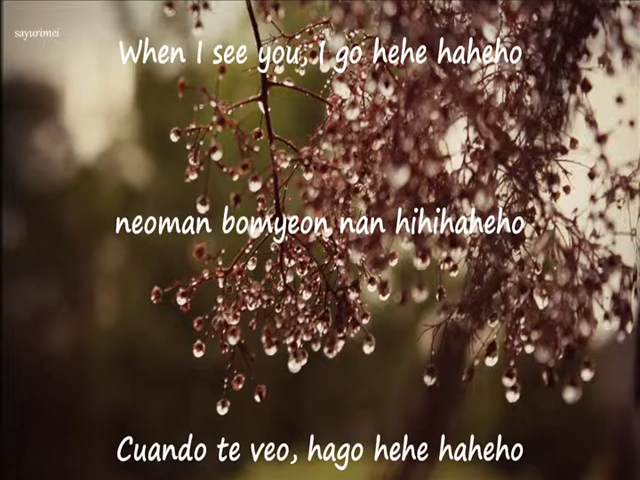 sayurimei
When I see you, I go hehe haheho
neoman bomyeon nan hihihaheho
Cuando te veo, hago hehe haheho